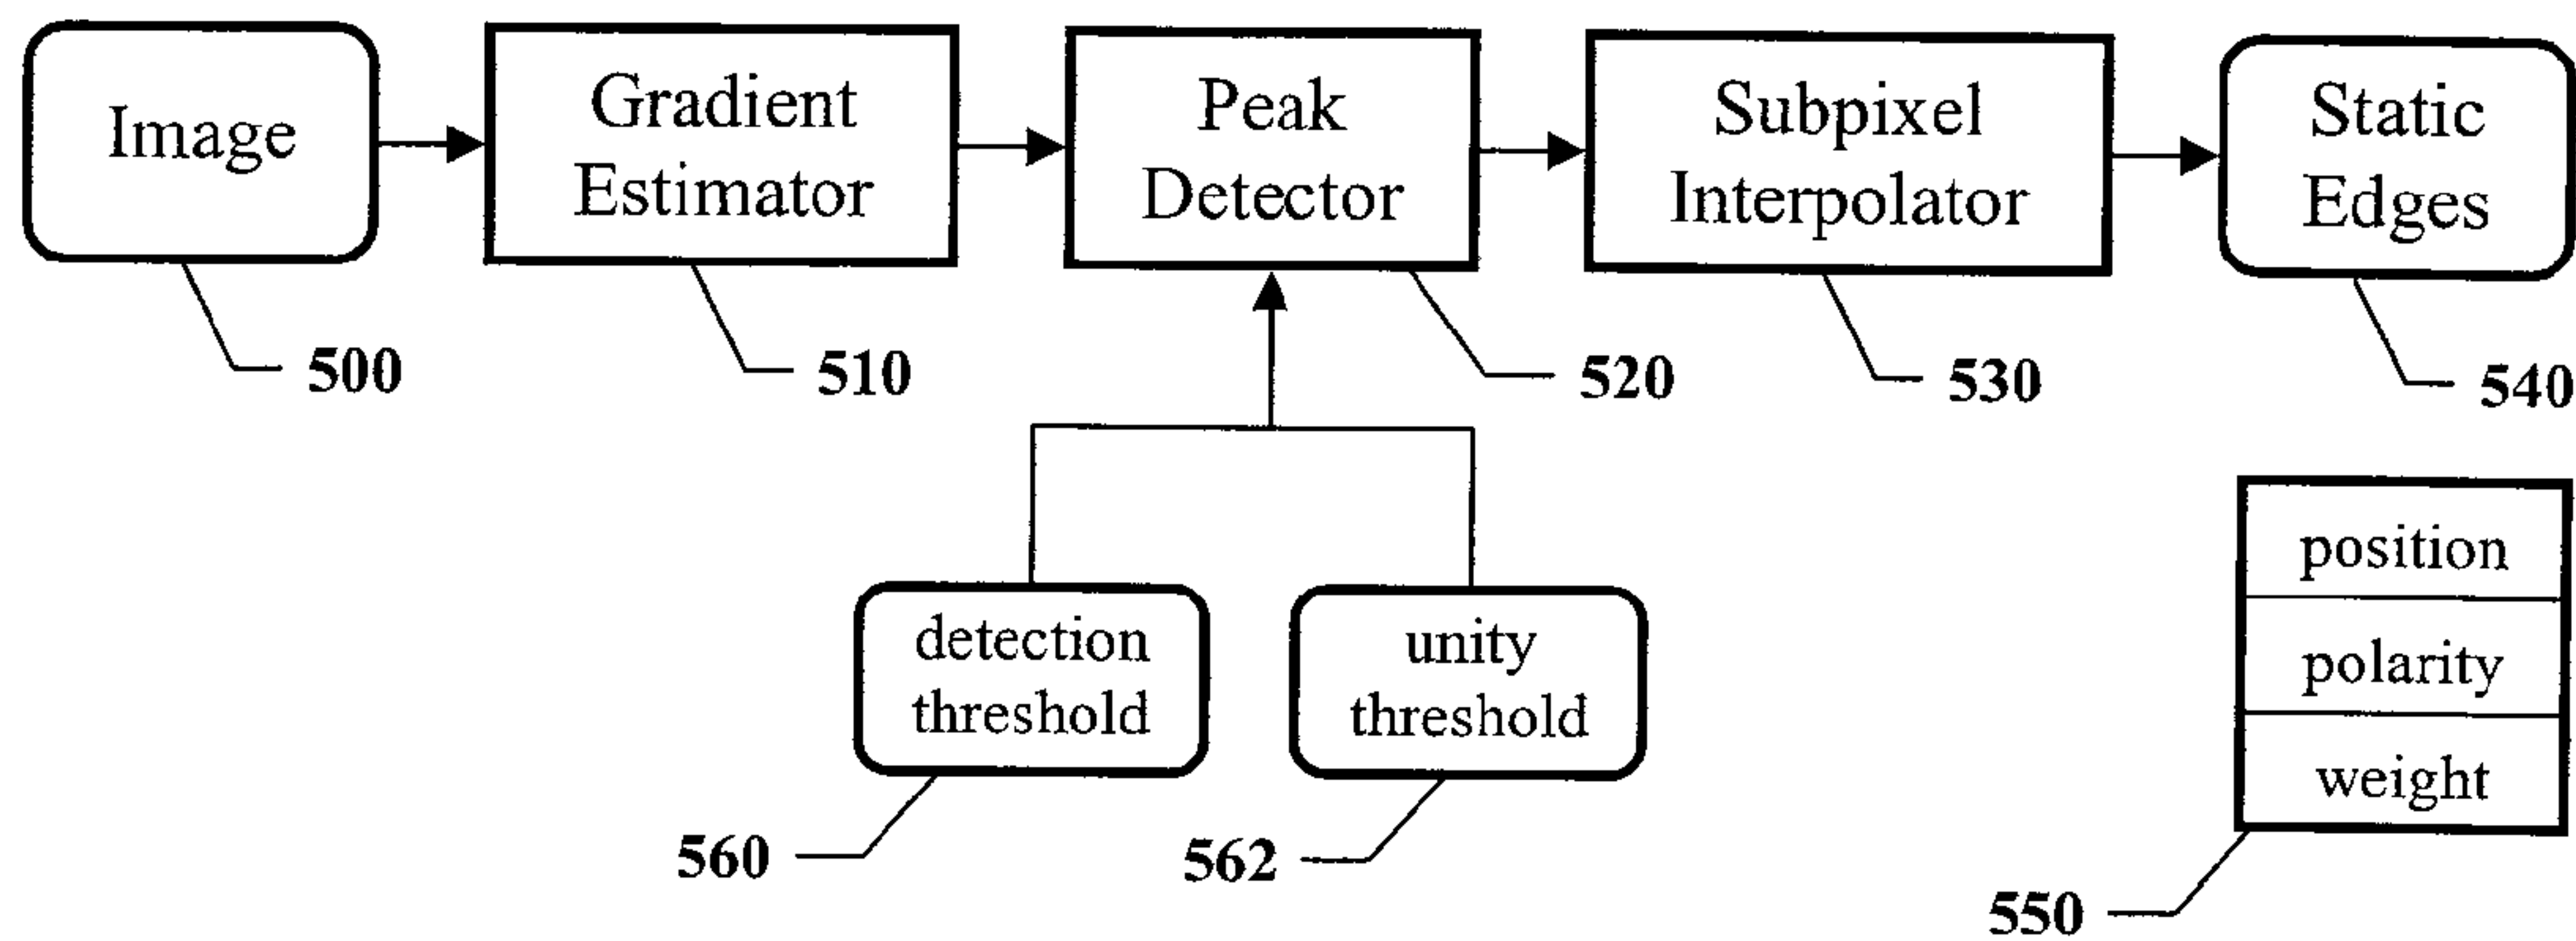 Image
Gradient
Estimator
Peak
Detector
Subpixel
Interpolator
Static
Edges
500
510
520
530
540
detection
threshold
unity
threshold
position
polarity
weight
560
562
550